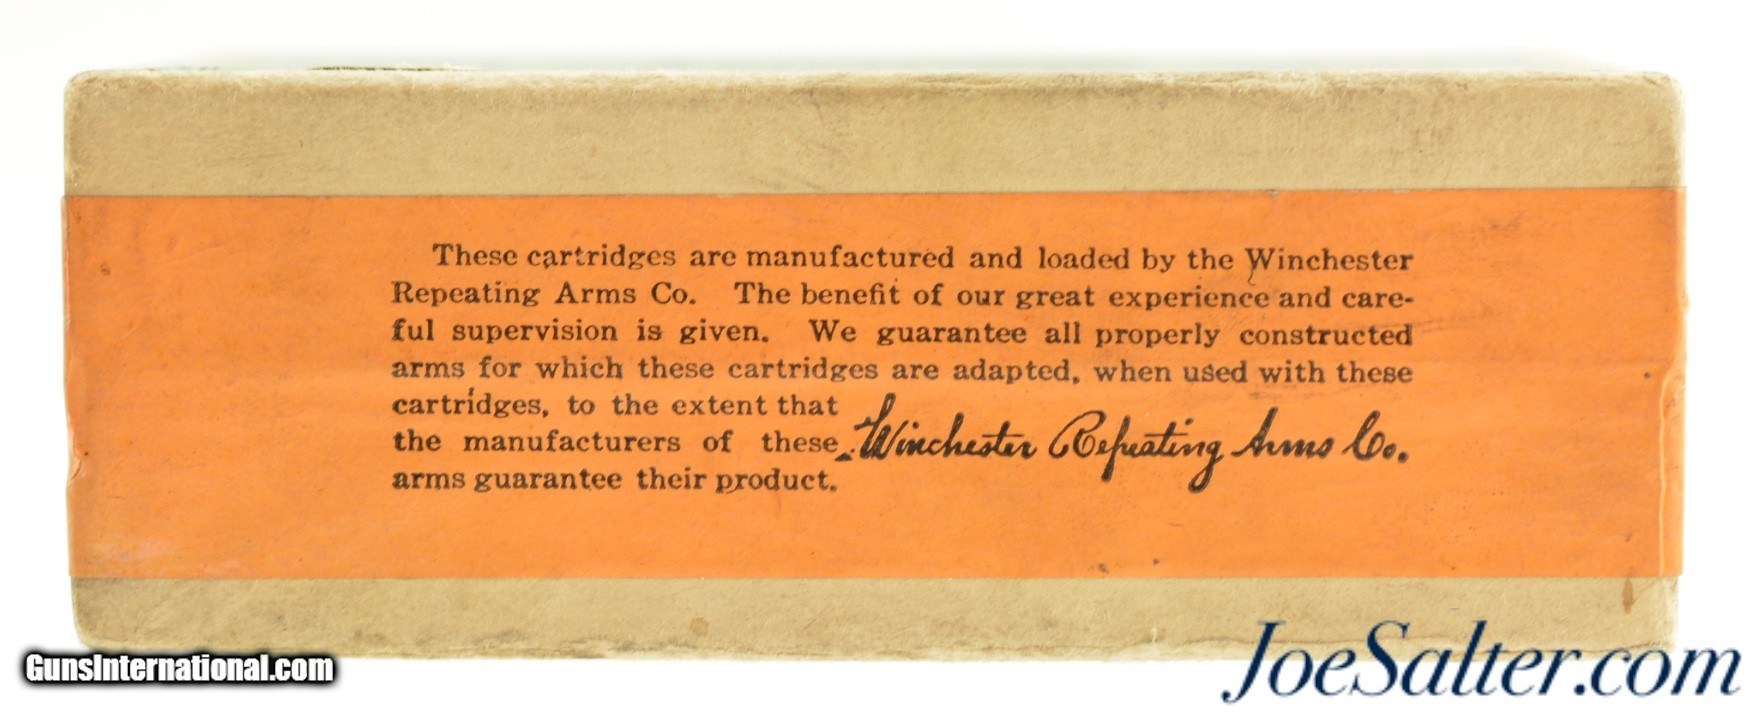 These cartridges are manufactured and loaded by the Winchester
Repeating Arms Co. The benefit of our great experience and care-
ful supervision is given. We guarantee all properly constructed
arms for which these cartridges are adapted, when used with these
cartridges, to the extent that
the manufacturers of these
arms guarantee their product.
Winchester Repeating Arms Co.
GunsInternational.com
JoeSalter.com